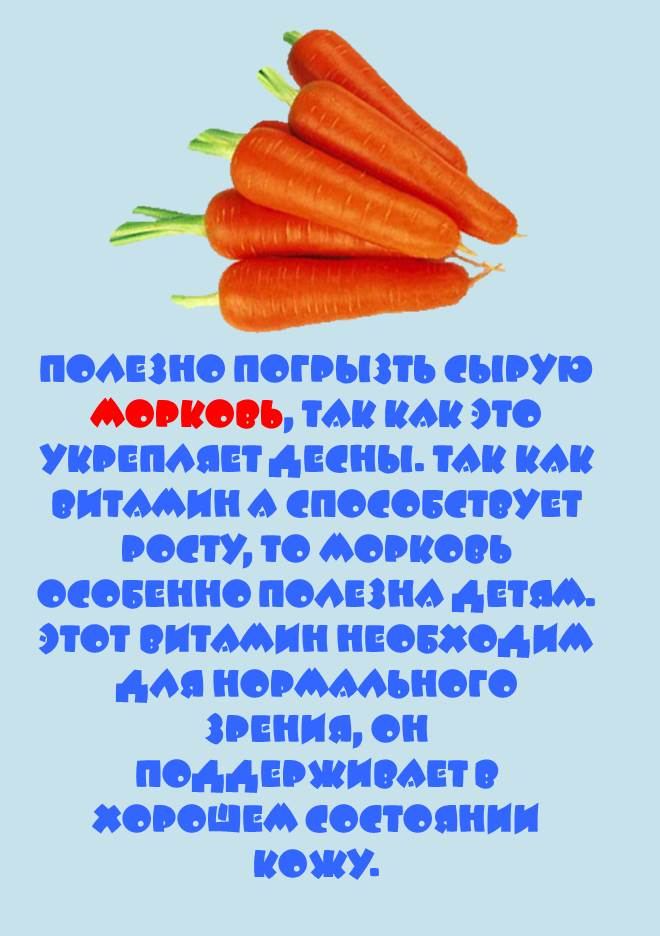 ПОЛЕЗНО ПОГРЫЗТЬ СЫРУЮ
МОРКОВЬ, ТАК КАК ЭТО
УКРЕПЛЯЕТ ДЕСНЫ. ТАК КАК
ВИТАМИН А СПОСОБСТВУЕТ
РОСТУ, ТО МОРКОВЬ
ОСОБЕННО ПОЛЕЗНА ДЕТЯМ.
ЭТОТ ВИТАМИН НЕОБХОДИМ
ДЛЯ НОРМАЛЬНОГО
ЗРЕНИЯ, ОН
ПОДДЕРЖИВАЕТ В
ХОРОШЕМ СОСТОЯНИИ
КОЖУ.